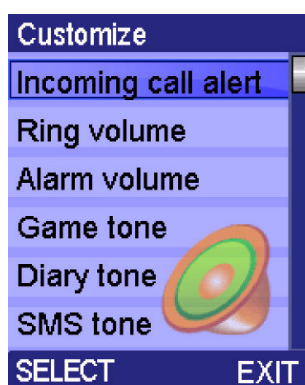 Customize
Incoming call alert
Ring volume
Alarm volume
Game tone
Diary tone
SMS tone
SELECT EXIT